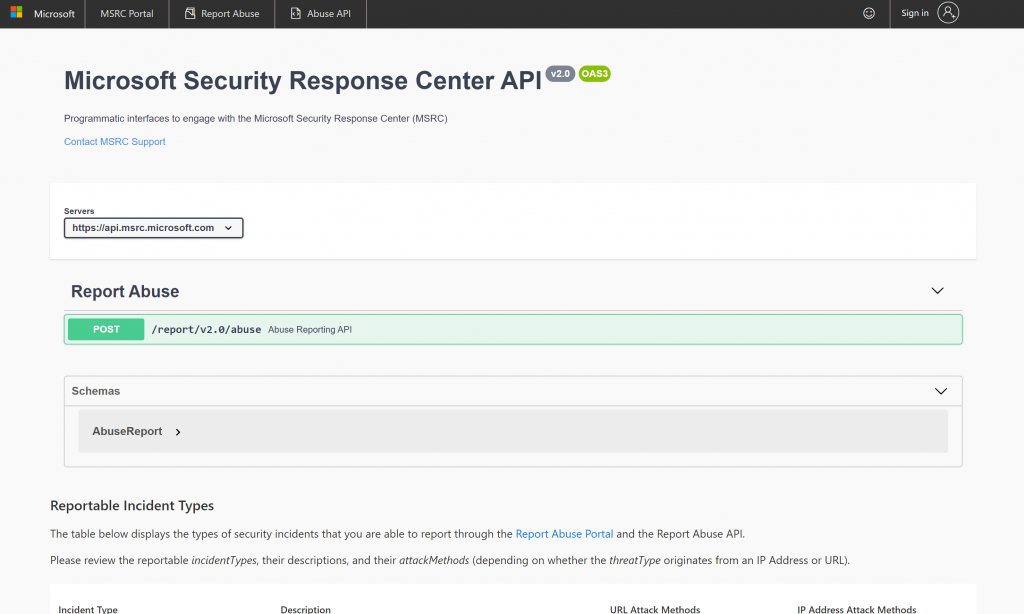 Microsoft MSRC Portal Report Abuse Abuse API Sign in
Microsoft Security Response Center API v2.0 OAS3
Programmatic interfaces to engage with the Microsoft Security Response Center (MSRC)
Contact MSRC Support
Servers
https://api.msrc.microsoft.com
Report Abuse
POST /report/v2.0/abuse Abuse Reporting API
Schemas
AbuseReport
Reportable Incident Types
The table below displays the types of security incidents that you are able to report through the Report Abuse Portal and the Report Abuse API.
Please review the reportable incidentTypes, their descriptions, and their attackMethods (depending on whether the threatType originates from an IP Address or URL).
Incident Type Description URL Attack Methods IP Address Attack Methods